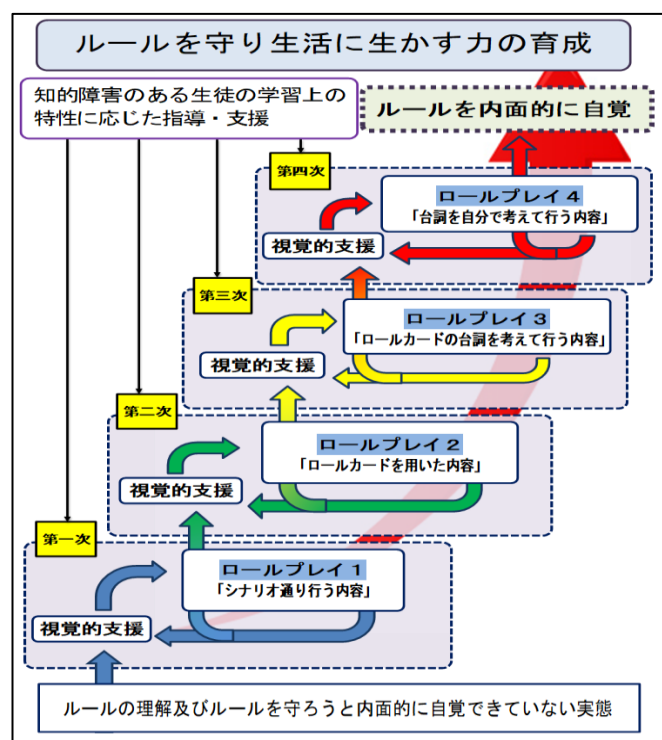 ルールを守り生活に生かす力の育成
知的障害のある生徒の学習上の
特性に応じた指導・支援
ルールを内面的に自覚
第四次
ロールプレイ４
「台詞を自分で考えて行う内容」
視覚的支援
第三次
ロールプレイ３
「ロールカードの台詞を考えて行う内容」
視覚的支援
第二次
ロールプレイ２
「ロールカードを用いた内容」
視覚的支援
第一次
ロールプレイ１
「シナリオ通り行う内容」
視覚的支援
ルールの理解及びルールを守ろうと内面的に自覚できていない実態